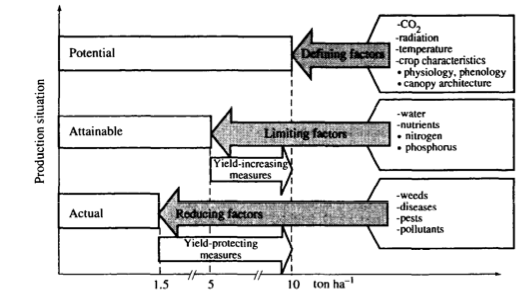 Production situation
Potential
Defining factors
-CO2
-radiation
-temperature
-crop characteristics
• physiology, phenology
• canopy architecture
Attainable
Limiting factors
-water
-nutrients
• nitrogen
• phosphorus
Yield-increasing
measures
Actual
Reducing factors
-weeds
-diseases
-pests
-pollutants
Yield-protecting
measures
1.5 5 10 ton ha⁻¹